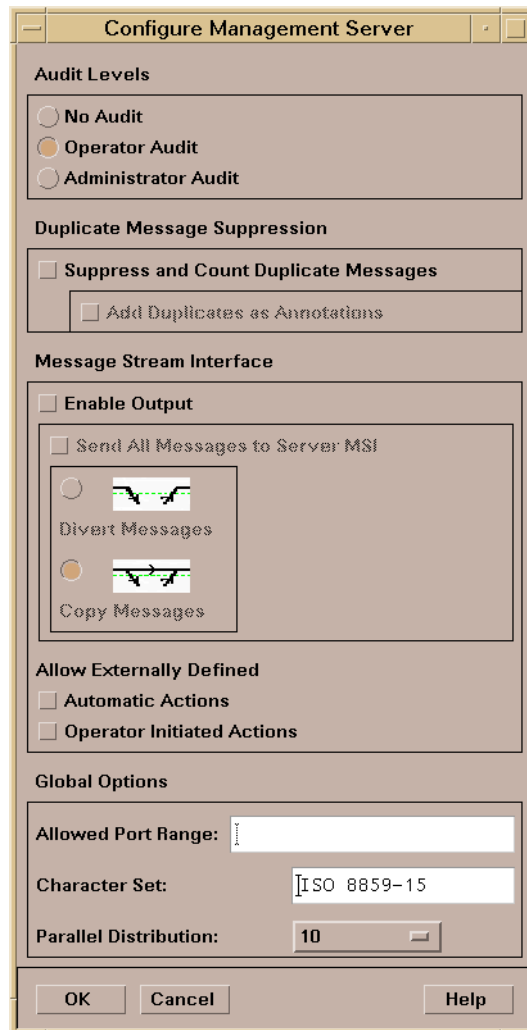 Configure Management Server
Audit Levels
No Audit
Operator Audit
Administrator Audit
Duplicate Message Suppression
Suppress and Count Duplicate Messages
Add Duplicates as Annotations
Message Stream Interface
Enable Output
Send All Messages to Server MSI
Divert Messages
Copy Messages
Allow Externally Defined
Automatic Actions
Operator Initiated Actions
Global Options
Allowed Port Range:
Character Set: ISO 8859-15
Parallel Distribution: 10
OK Cancel Help